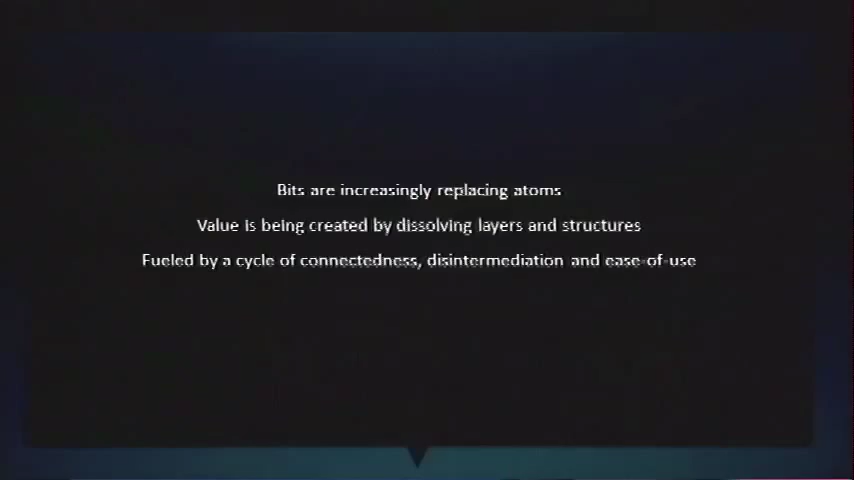 Bits are increasingly replacing atoms
Value is being created by dissolving layers and structures
Fueled by a cycle of connectedness, disintermediation and ease-of-use